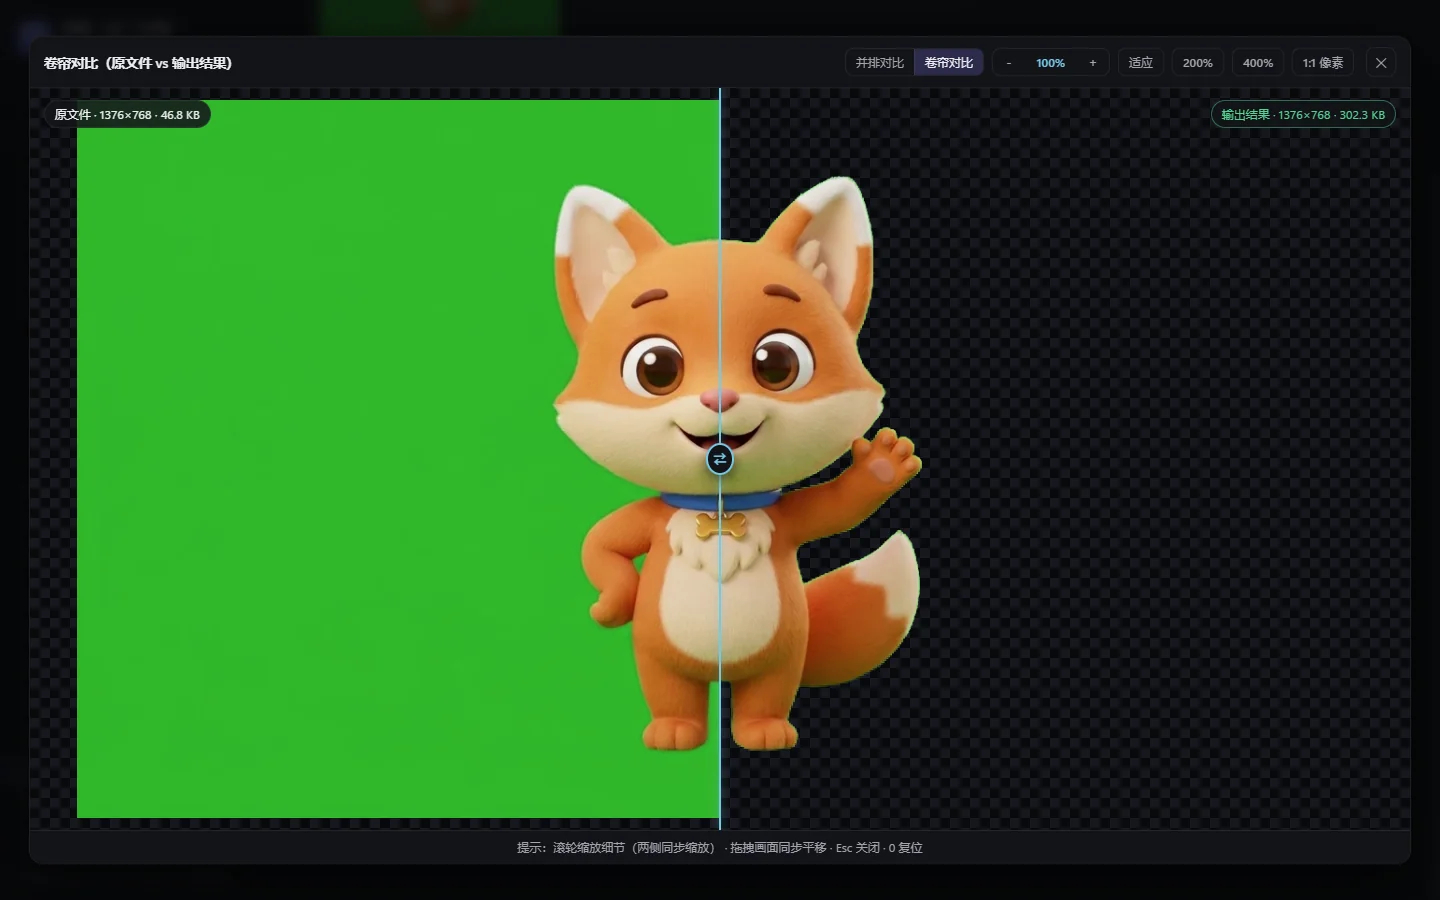 卷帘对比（原文件 vs 输出结果）
并排对比 卷帘对比 - 100% + 适应 200% 400% 1:1 像素
原文件 · 1376×768 · 46.8 KB
输出结果 · 1376×768 · 302.3 KB
提示：滚轮缩放细节（两侧同步缩放） · 拖拽画面同步平移 · Esc 关闭 · 0 复位